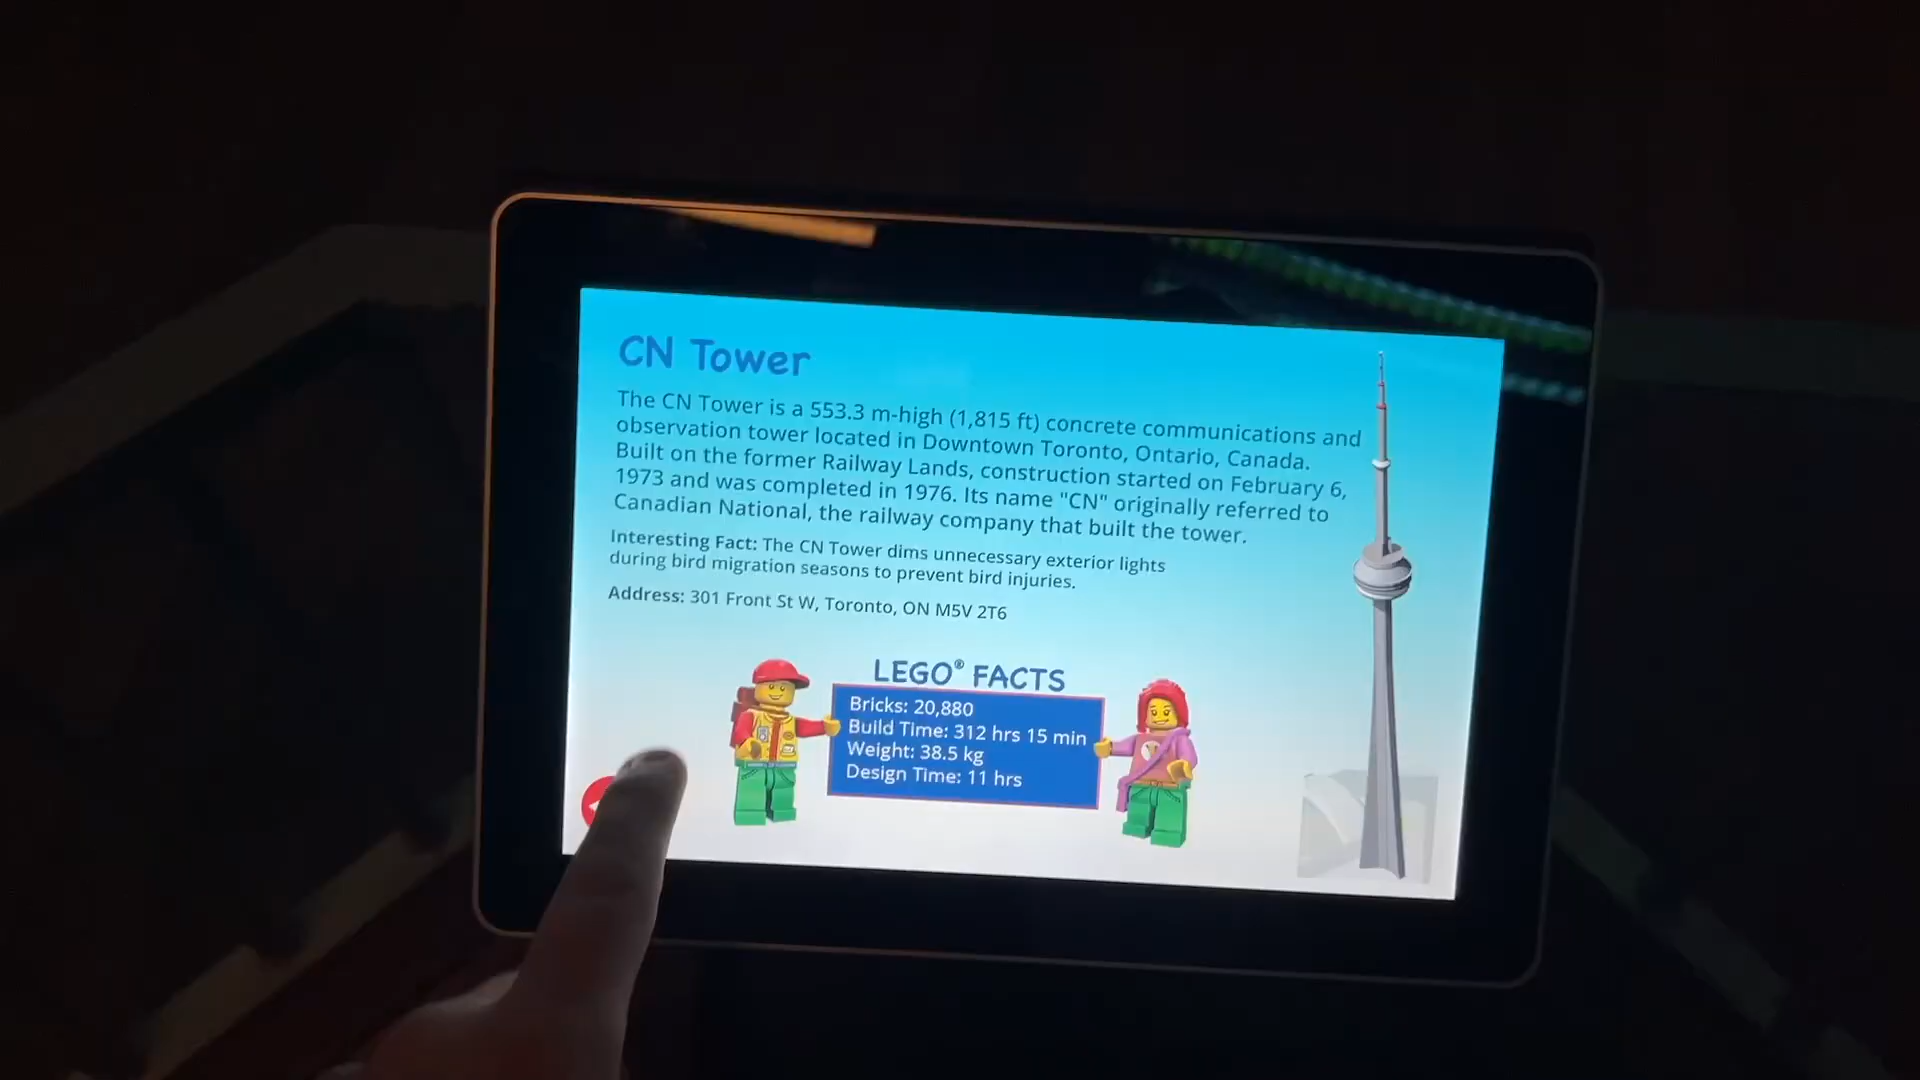 CN Tower
The CN Tower is a 553.3 m-high (1,815 ft) concrete communications and
observation tower located in Downtown Toronto, Ontario, Canada.
Built on the former Railway Lands, construction started on February 6,
1973 and was completed in 1976. Its name "CN" originally referred to
Canadian National, the railway company that built the tower.
Interesting Fact: The CN Tower dims unnecessary exterior lights
during bird migration seasons to prevent bird injuries.
Address: 301 Front St W, Toronto, ON M5V 2T6
LEGO® FACTS
Bricks: 20,880
Build Time: 312 hrs 15 min
Weight: 38.5 kg
Design Time: 11 hrs